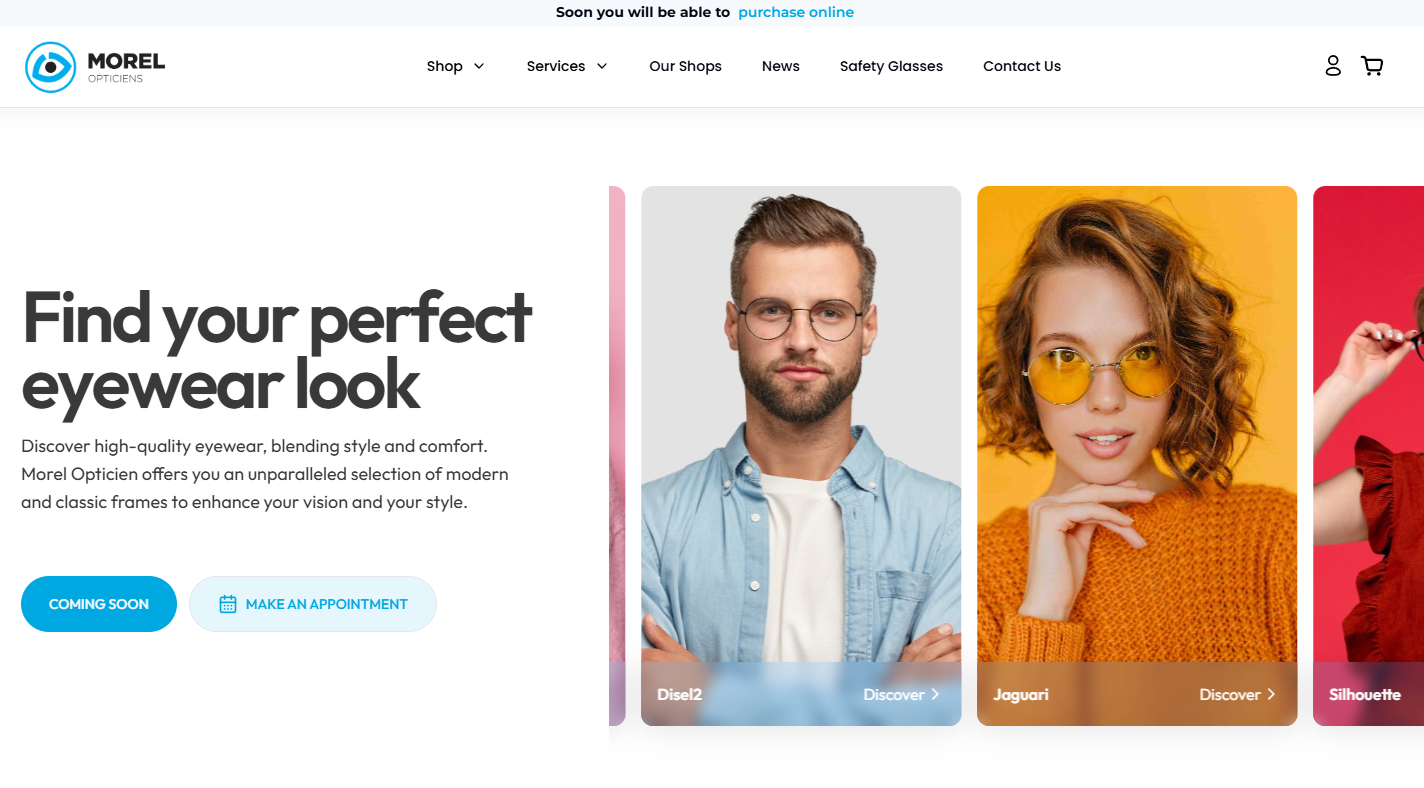 Soon you will be able to purchase online
MOREL
OPTICIENS
Shop
Services
Our Shops
News
Safety Glasses
Contact Us
Find your perfect
eyewear look
Discover high-quality eyewear, blending style and comfort.
Morel Opticien offers you an unparalleled selection of modern
and classic frames to enhance your vision and your style.
COMING SOON
MAKE AN APPOINTMENT
Disel2
Discover
Jaguari
Discover
Silhouette